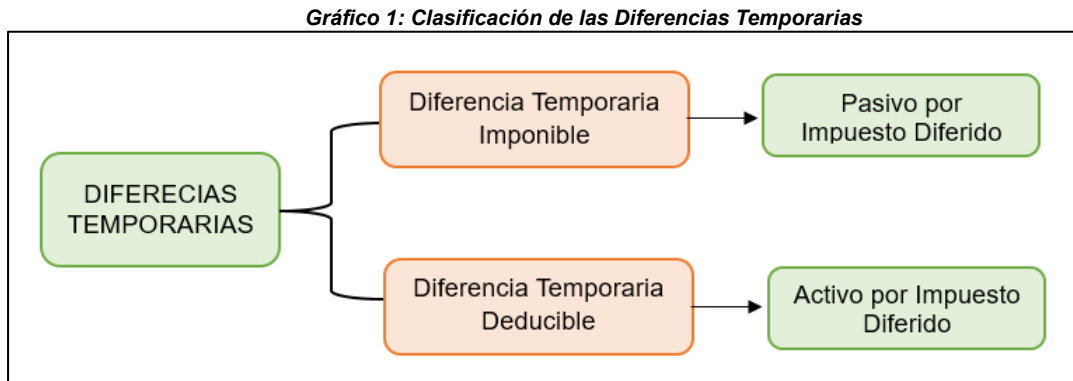 Gráfico 1: Clasificación de las Diferencias Temporarias
DIFERECIAS
TEMPORARIAS
Diferencia Temporaria
Imponible
Pasivo por
Impuesto Diferido
Diferencia Temporaria
Deducible
Activo por Impuesto
Diferido